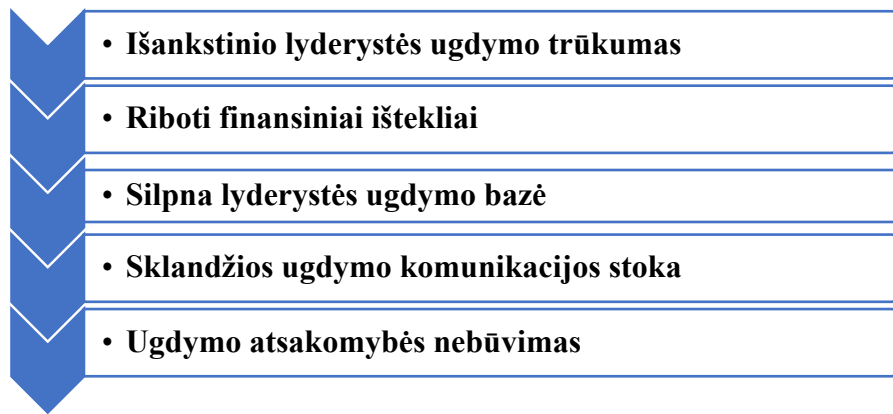 • Išankstinio lyderystės ugdymo trūkumas
• Riboti finansiniai ištekliai
• Silpna lyderystės ugdymo bazė
• Sklandžios ugdymo komunikacijos stoka
• Ugdymo atsakomybės nebūvimas